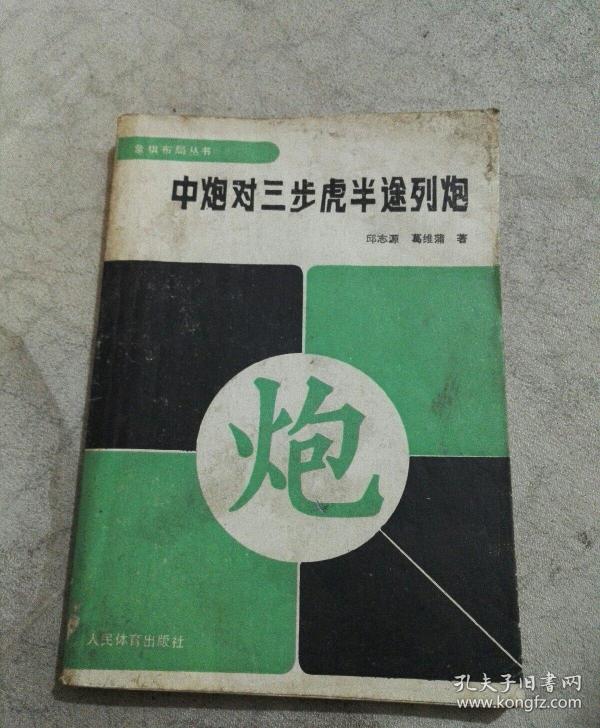 象棋布局丛书
中炮对三步虎半途列炮
邱志源 葛维蒲 著
炮
人民体育出版社
孔夫子旧书网
www.kongfz.com